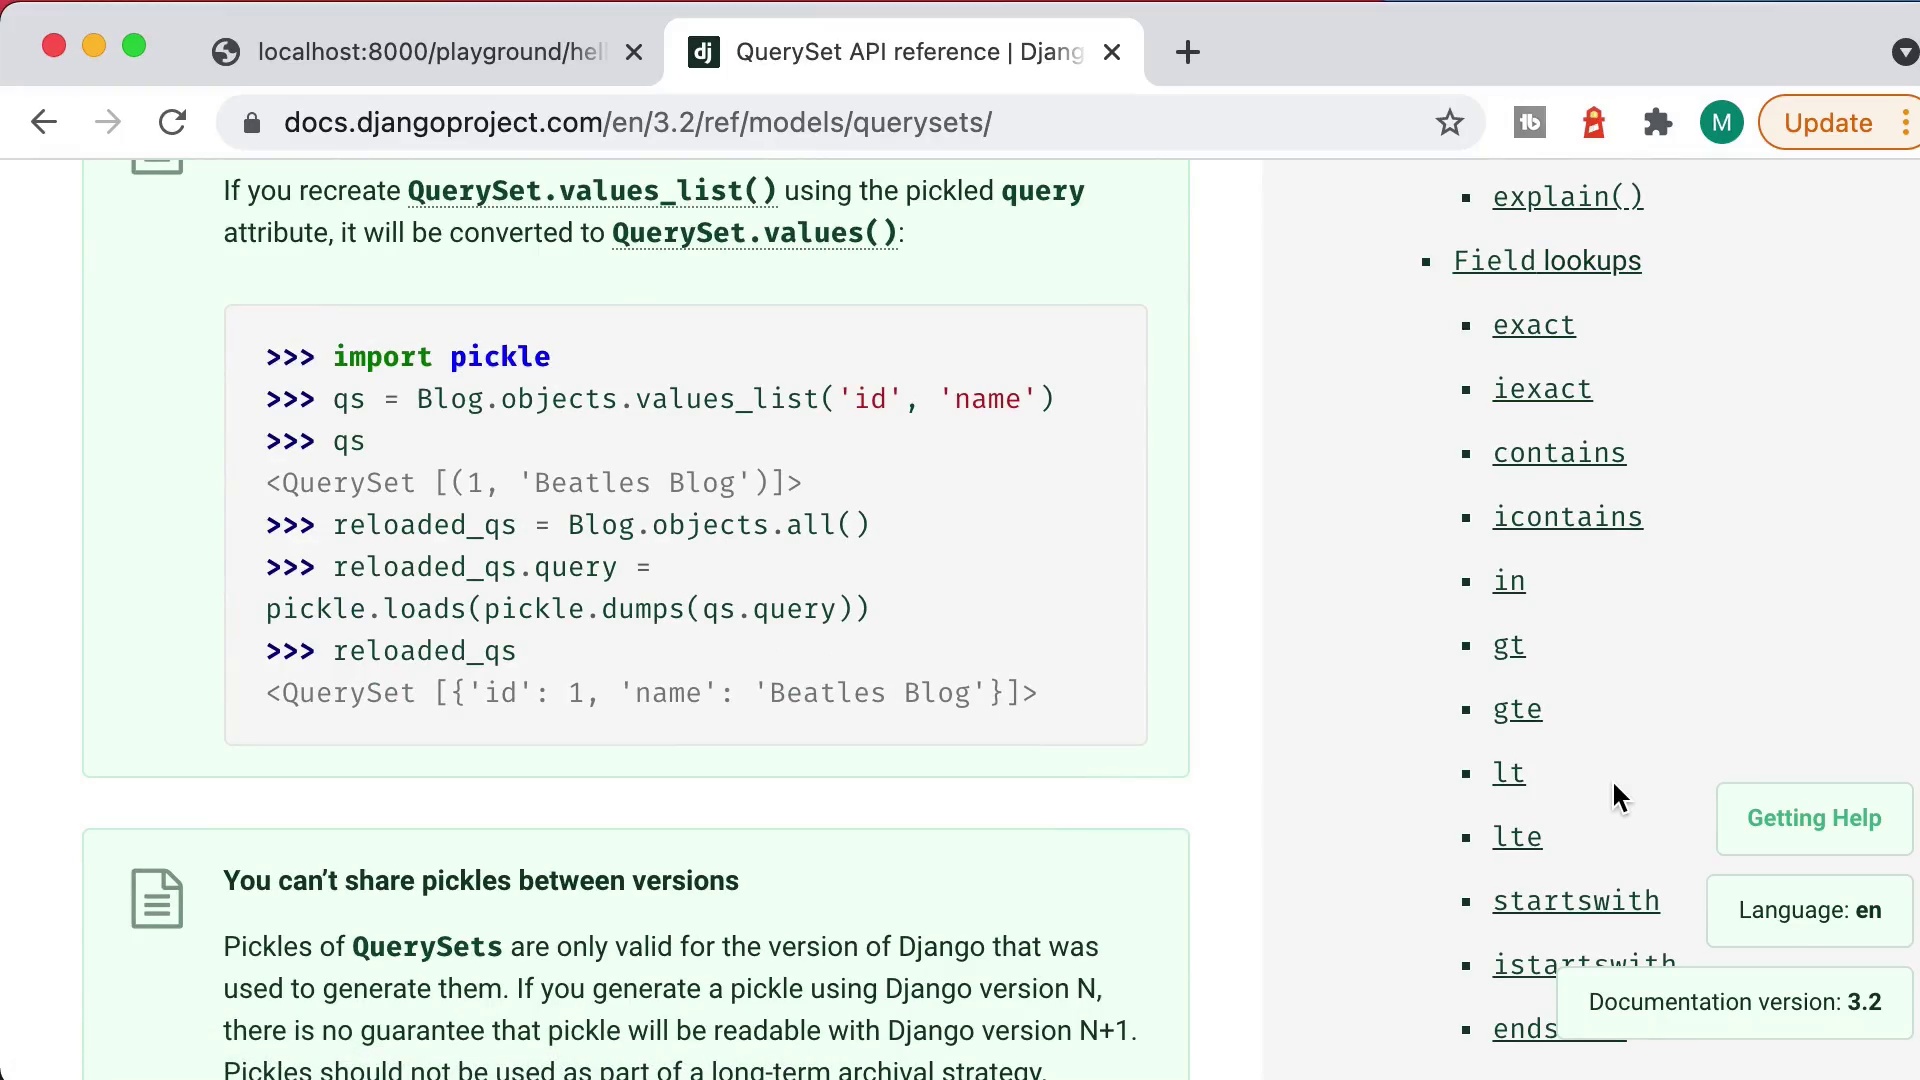 localhost:8000/playground/hell
QuerySet API reference | Djang
docs.djangoproject.com/en/3.2/ref/models/querysets/
M
Update
If you recreate QuerySet.values_list() using the pickled query
attribute, it will be converted to QuerySet.values():
>>> import pickle
>>> qs = Blog.objects.values_list('id', 'name')
>>> qs
<QuerySet [(1, 'Beatles Blog')]>
>>> reloaded_qs = Blog.objects.all()
>>> reloaded_qs.query =
pickle.loads(pickle.dumps(qs.query))
>>> reloaded_qs
<QuerySet [{'id': 1, 'name': 'Beatles Blog'}]>
You can’t share pickles between versions
Pickles of QuerySets are only valid for the version of Django that was
used to generate them. If you generate a pickle using Django version N,
there is no guarantee that pickle will be readable with Django version N+1.
Pickles should not be used as part of a long-term archival strategy.
explain()
Field lookups
exact
iexact
contains
icontains
in
gt
gte
lt
lte
startswith
istartswith
ends
Getting Help
Language: en
Documentation version: 3.2